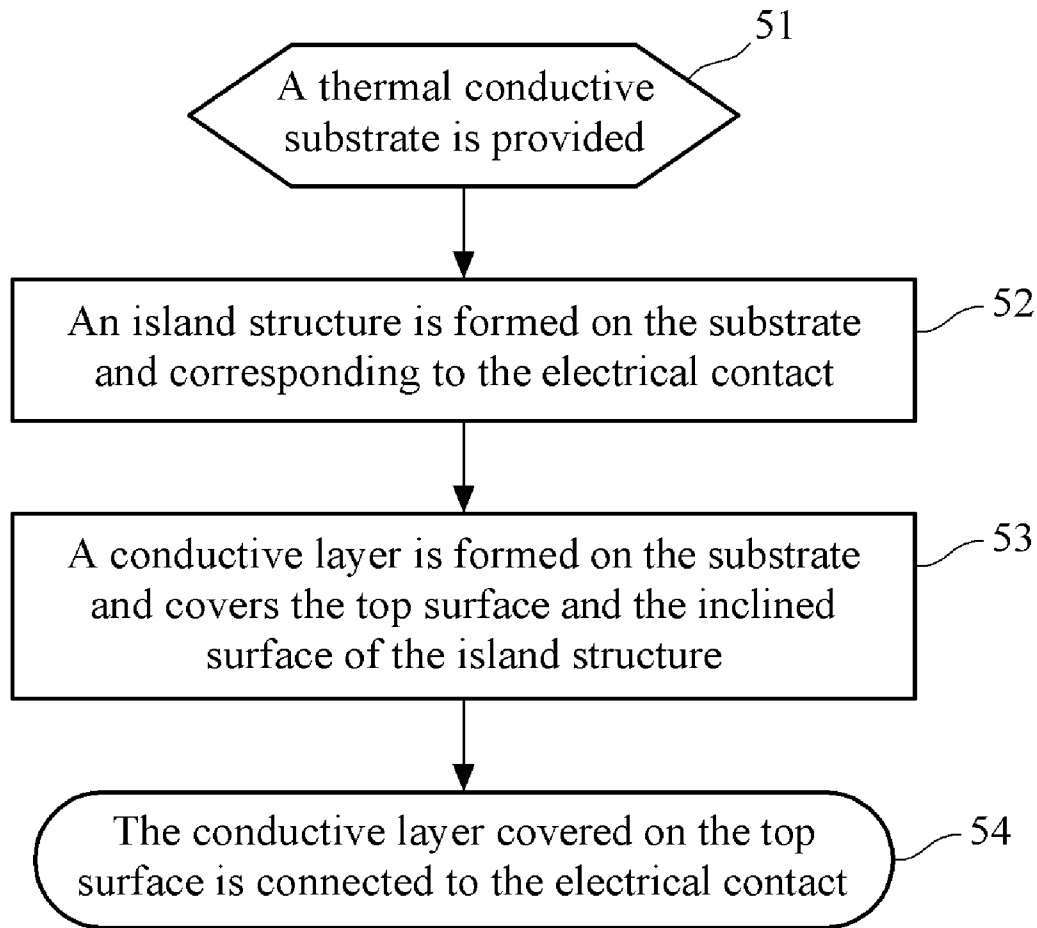 51
A thermal conductive
substrate is provided
52
An island structure is formed on the substrate
and corresponding to the electrical contact
53
A conductive layer is formed on the substrate
and covers the top surface and the inclined
surface of the island structure
54
The conductive layer covered on the top
surface is connected to the electrical contact